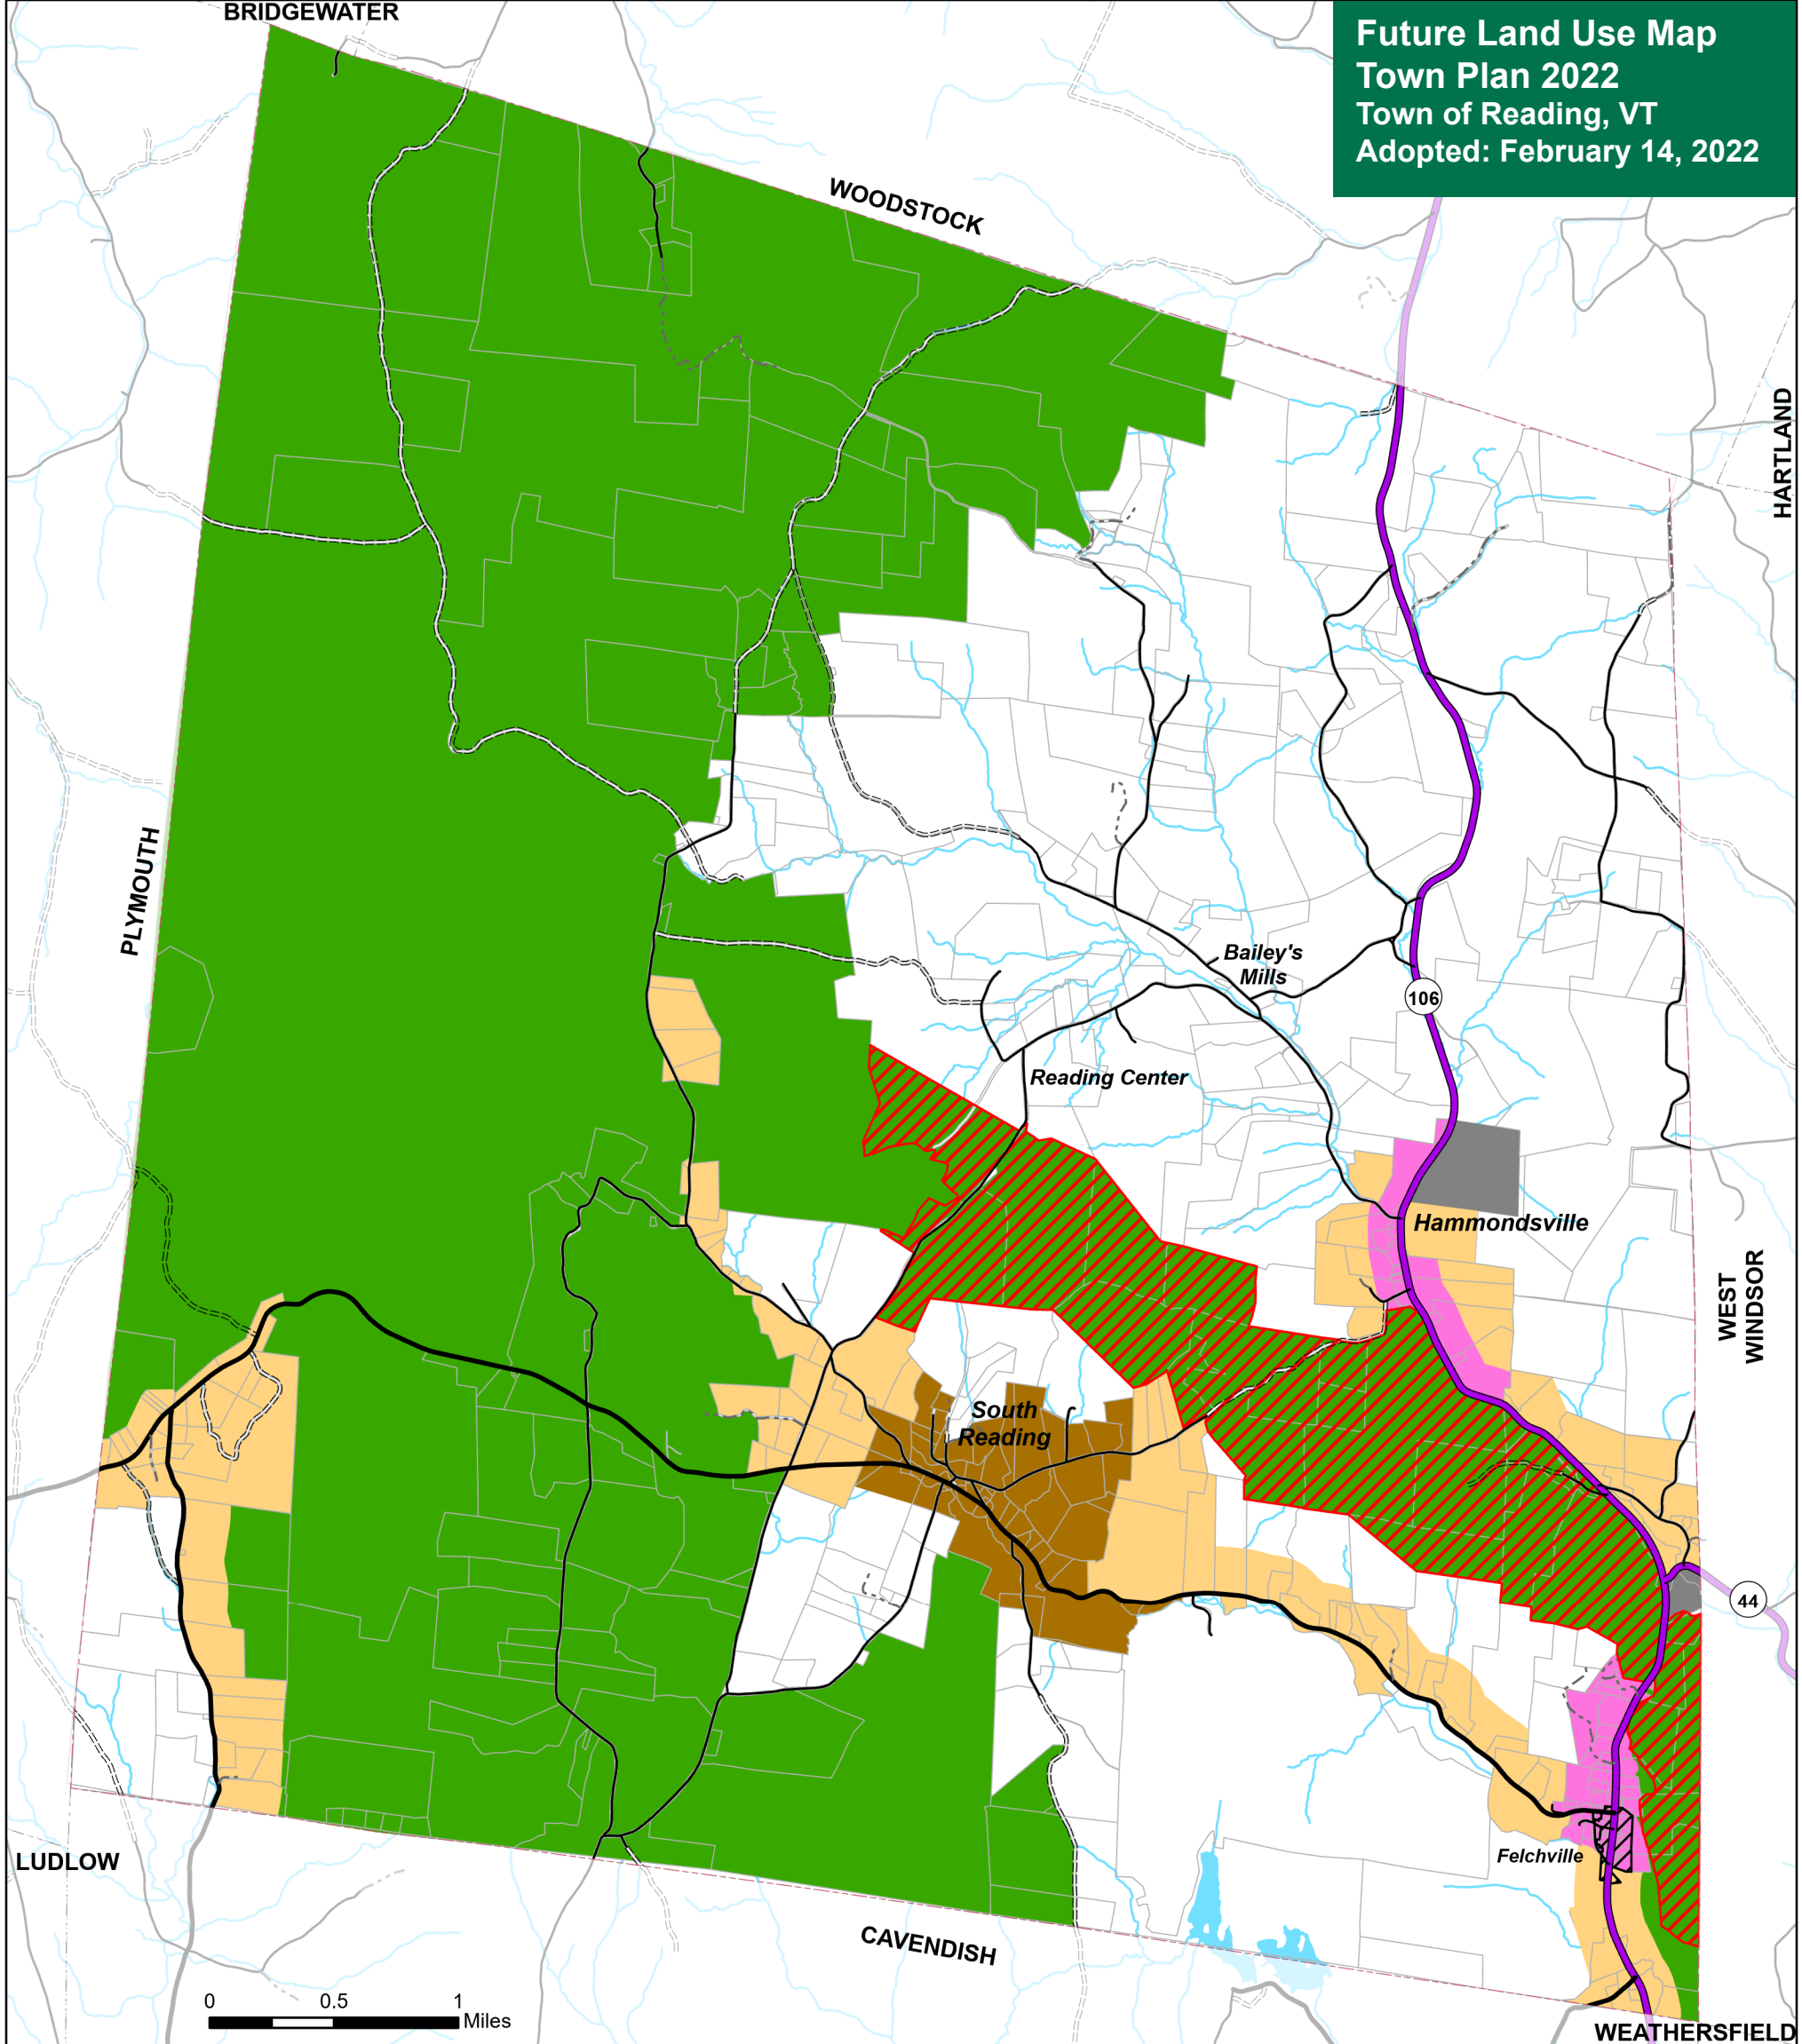 BRIDGEWATER
Future Land Use Map
Town Plan 2022
Town of Reading, VT
Adopted: February 14, 2022
WOODSTOCK
HARTLAND
PLYMOUTH
Bailey's
Mills
106
Reading Center
Hammondsville
WEST
WINDSOR
South
Reading
44
Felchville
LUDLOW
CAVENDISH
0 0.5 1
Miles
WEATHERSFIELD